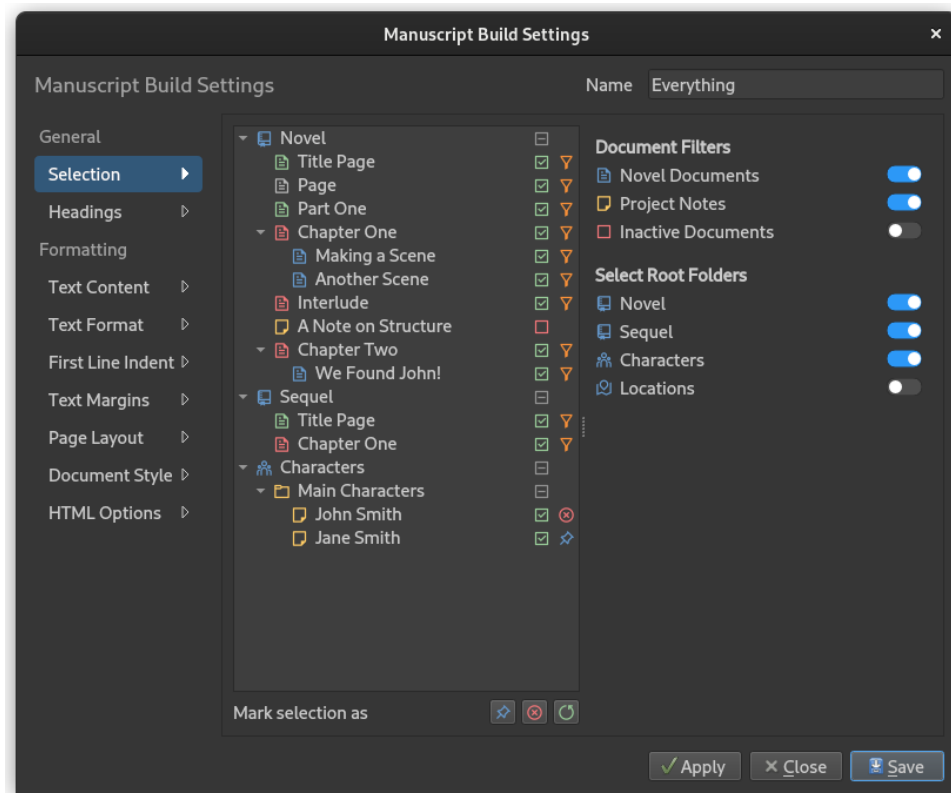 Manuscript Build Settings
Manuscript Build Settings
Name Everything
General
Selection
Headings
Formatting
Text Content
Text Format
First Line Indent
Text Margins
Page Layout
Document Style
HTML Options
Novel
Title Page
Page
Part One
Chapter One
Making a Scene
Another Scene
Interlude
A Note on Structure
Chapter Two
We Found John!
Sequel
Title Page
Chapter One
Characters
Main Characters
John Smith
Jane Smith
Mark selection as
Document Filters
Novel Documents
Project Notes
Inactive Documents
Select Root Folders
Novel
Sequel
Characters
Locations
Apply
Close
Save